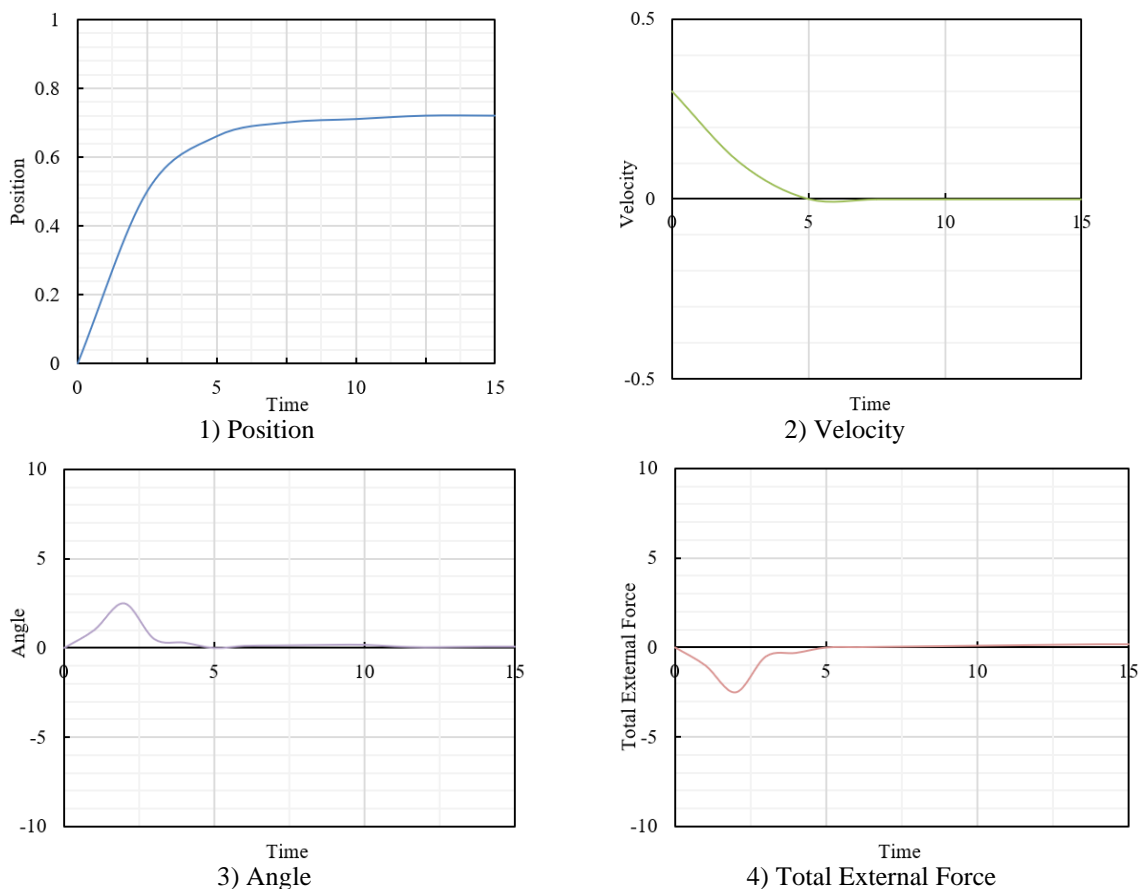 1
0.8
0.6
0.4
0.2
0
Position
0 5 10 15
Time
1) Position
0.5
0
-0.5
Velocity
0 5 10 15
Time
2) Velocity
10
5
0
-5
-10
Angle
0 5 10 15
Time
3) Angle
10
5
0
-5
-10
Total External Force
0 5 10 15
Time
4) Total External Force